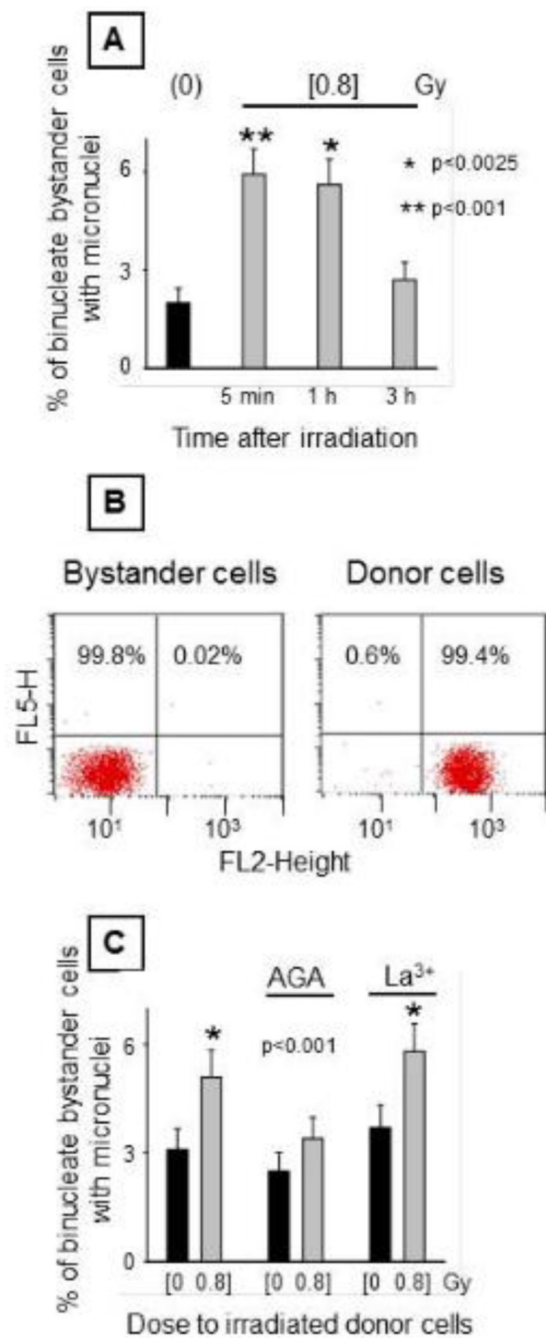 A
(0) [0.8] Gy
% of binucleate bystander cells
with micronuclei
6
3
0
** *
* p<0.0025
** p<0.001
5 min 1 h 3 h
Time after irradiation
B
Bystander cells Donor cells
99.8% 0.02% 0.6% 99.4%
FL5-H
10¹ 10³ 10¹ 10³
FL2-Height
C
AGA La³⁺
% of binucleate bystander cells
with micronuclei
6
3
0
* p<0.001 *
[0 0.8] [0 0.8] [0 0.8] Gy
Dose to irradiated donor cells